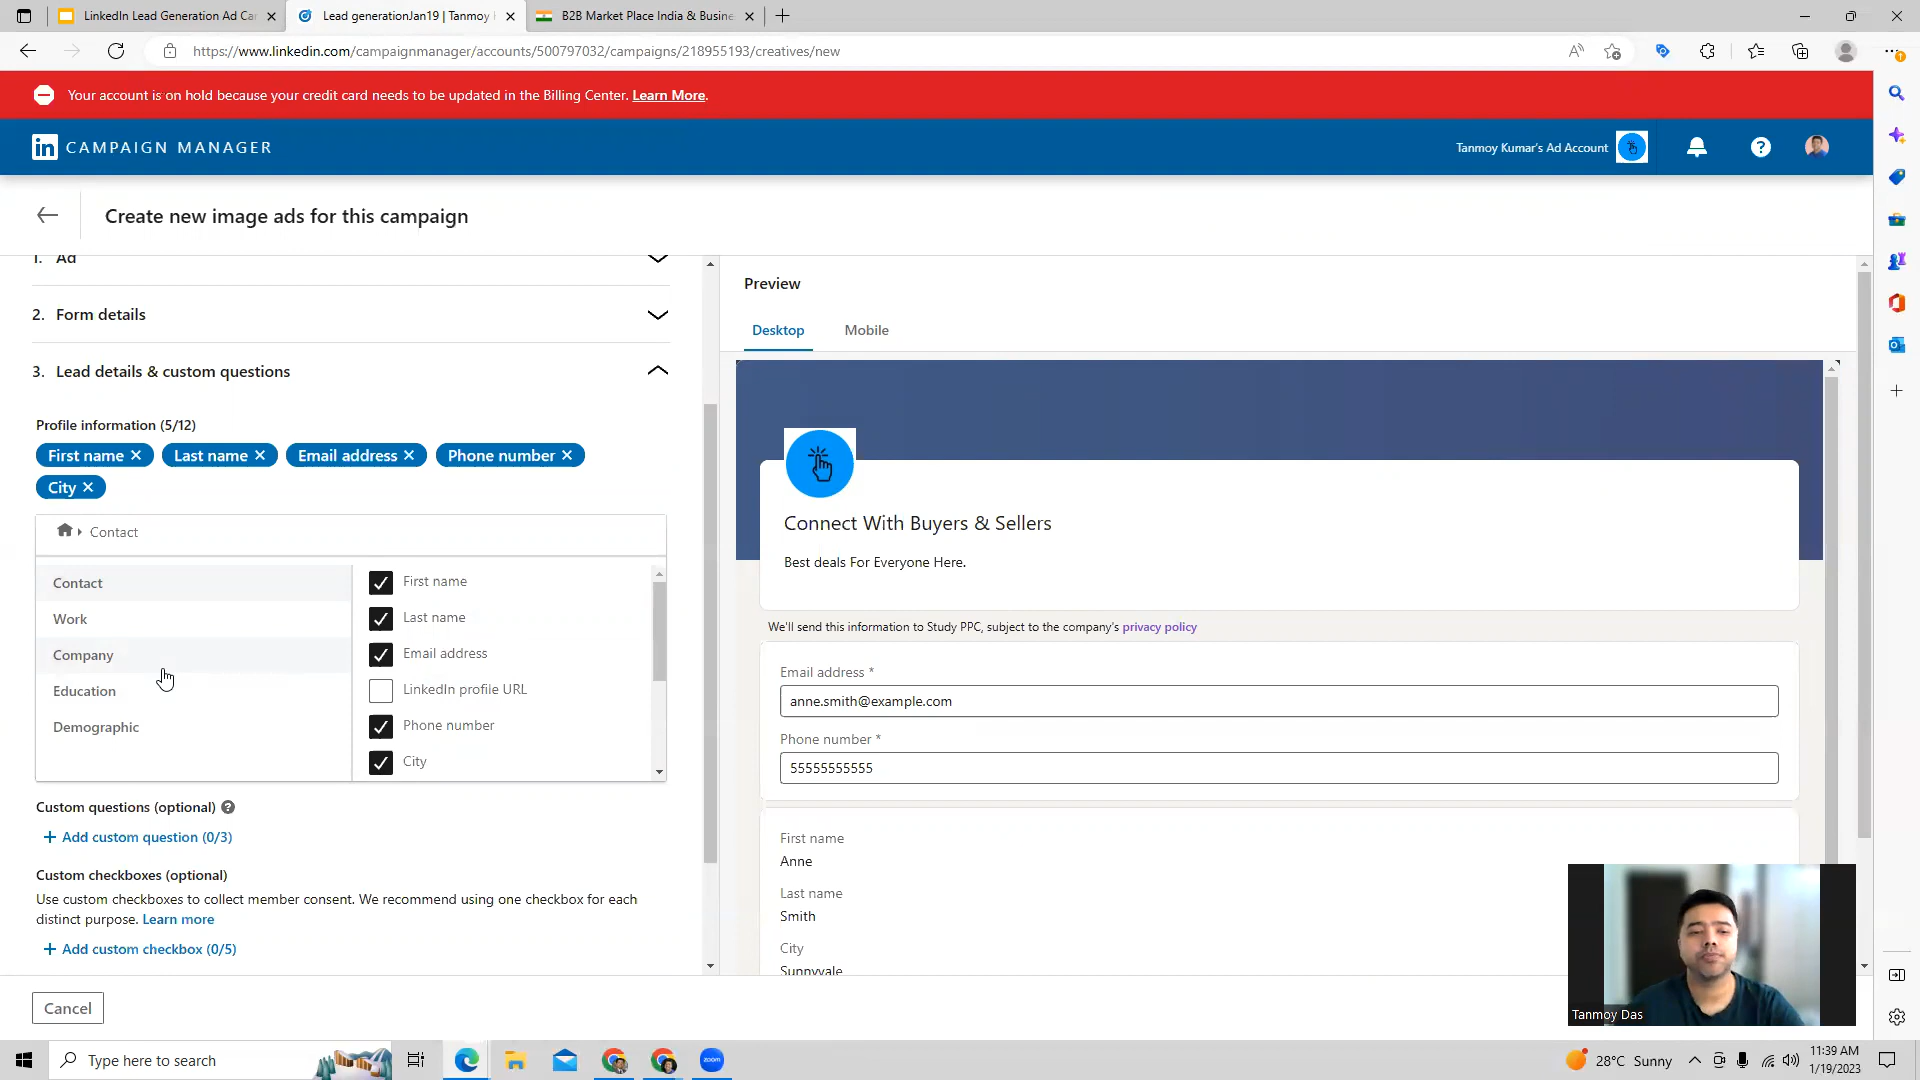 LinkedIn Lead Generation Ad Ca
Lead generationJan19 | Tanmoy
B2B Market Place India & Busine
https://www.linkedin.com/campaignmanager/accounts/500797032/campaigns/218955193/creatives/new
Your account is on hold because your credit card needs to be updated in the Billing Center. Learn More.
in CAMPAIGN MANAGER
Tanmoy Kumar's Ad Account
Create new image ads for this campaign
1. Ad
2. Form details
3. Lead details & custom questions
Profile information (5/12)
First name
Last name
Email address
Phone number
City
Contact
Contact
Work
Company
Education
Demographic
First name
Last name
Email address
LinkedIn profile URL
Phone number
City
Custom questions (optional)
+ Add custom question (0/3)
Custom checkboxes (optional)
Use custom checkboxes to collect member consent. We recommend using one checkbox for each
distinct purpose. Learn more
+ Add custom checkbox (0/5)
Cancel
Preview
Desktop
Mobile
Connect With Buyers & Sellers
Best deals For Everyone Here.
We'll send this information to Study PPC, subject to the company's privacy policy
Email address *
anne.smith@example.com
Phone number *
55555555555
First name
Anne
Last name
Smith
City
Sunnyvale
Tanmoy Das
Type here to search
zoom
28°C Sunny
11:39 AM
1/19/2023